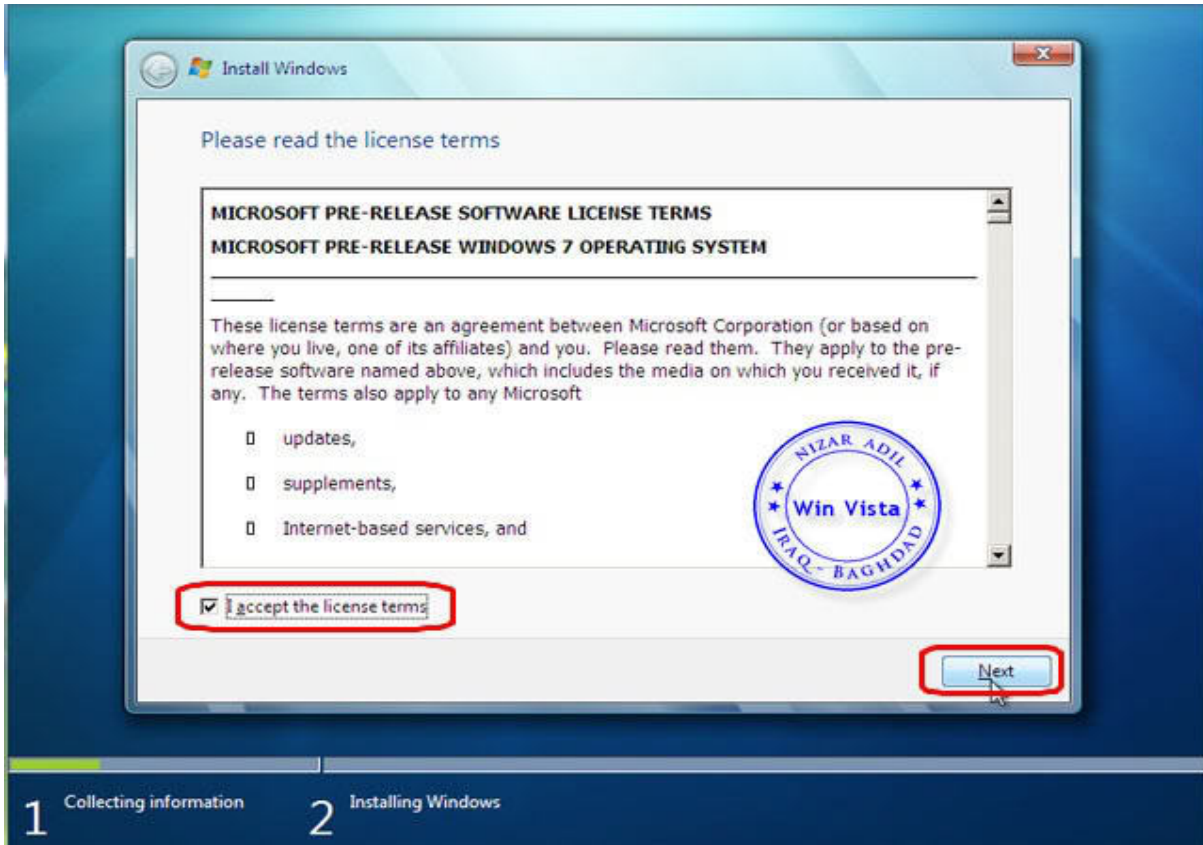 Install Windows
Please read the license terms
MICROSOFT PRE-RELEASE SOFTWARE LICENSE TERMS
MICROSOFT PRE-RELEASE WINDOWS 7 OPERATING SYSTEM
These license terms are an agreement between Microsoft Corporation (or based on
where you live, one of its affiliates) and you.  Please read them.  They apply to the pre-
release software named above, which includes the media on which you received it, if
any.  The terms also apply to any Microsoft
updates,
supplements,
Internet-based services, and
NIZAR ADIL
Win Vista
IRAQ - BAGHDAD
I accept the license terms
Next
1 Collecting information
2 Installing Windows